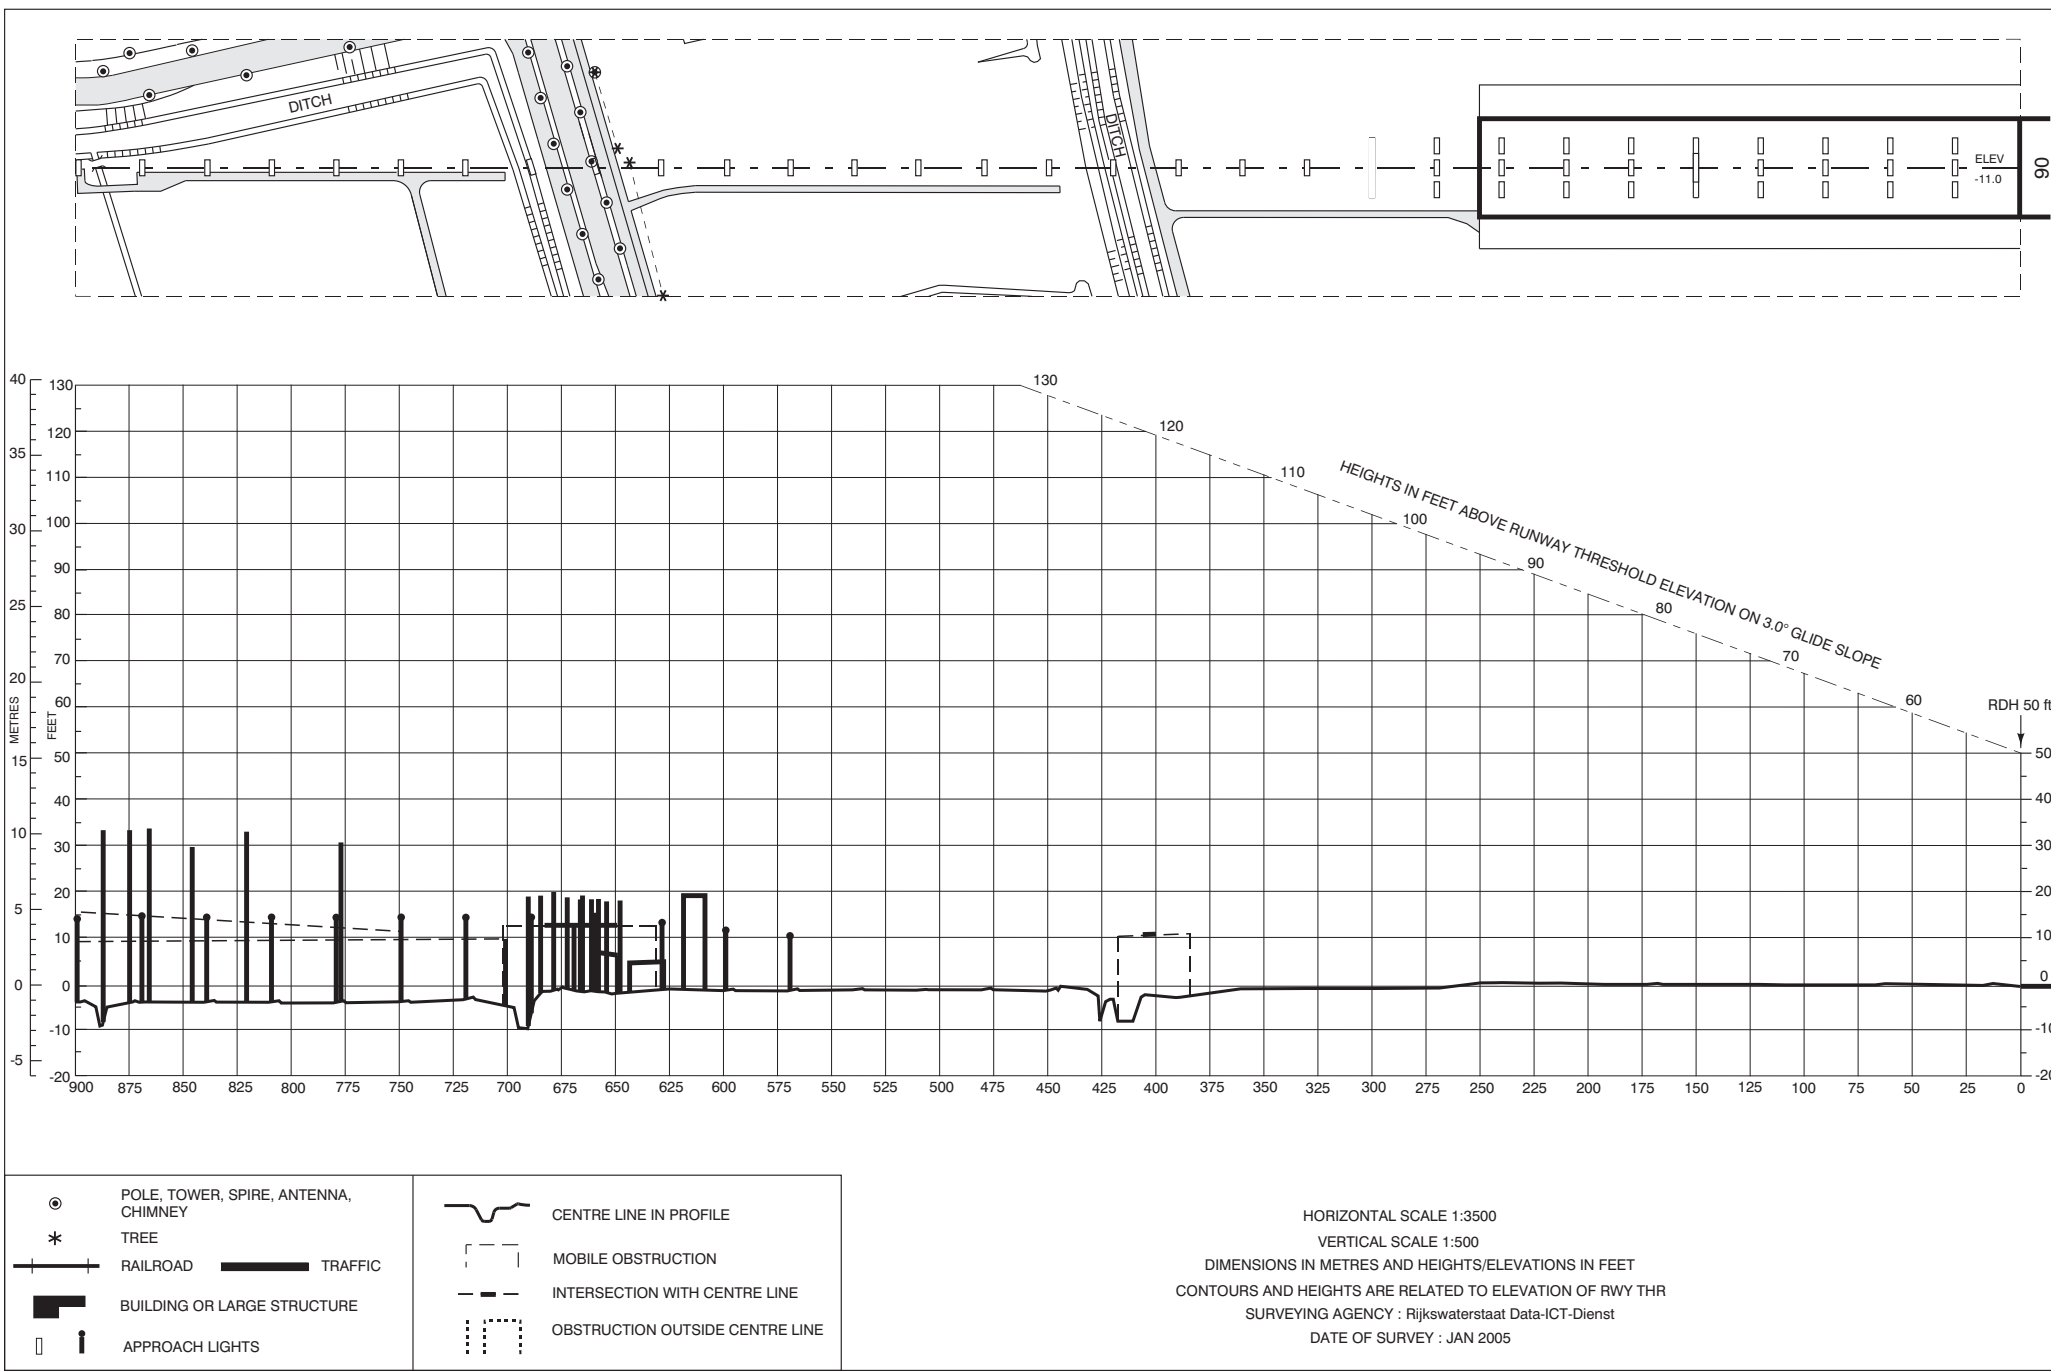 DITCH
DITCH
ELEV
-11.0
90
40
35
30
25
20
15
10
5
0
-5
METRES
130
120
110
100
90
80
70
60
50
40
30
20
10
0
-10
-20
FEET
130
120
110
100
90
80
70
60
HEIGHTS IN FEET ABOVE RUNWAY THRESHOLD ELEVATION ON 3.0° GLIDE SLOPE
RDH 50 ft
50
40
30
20
10
0
-10
-20
900 875 850 825 800 775 750 725 700 675 650 625 600 575 550 525 500 475 450 425 400 375 350 325 300 275 250 225 200 175 150 125 100 75 50 25 0
POLE, TOWER, SPIRE, ANTENNA,
CHIMNEY
TREE
RAILROAD TRAFFIC
BUILDING OR LARGE STRUCTURE
APPROACH LIGHTS
CENTRE LINE IN PROFILE
MOBILE OBSTRUCTION
INTERSECTION WITH CENTRE LINE
OBSTRUCTION OUTSIDE CENTRE LINE
HORIZONTAL SCALE 1:3500
VERTICAL SCALE 1:500
DIMENSIONS IN METRES AND HEIGHTS/ELEVATIONS IN FEET
CONTOURS AND HEIGHTS ARE RELATED TO ELEVATION OF RWY THR
SURVEYING AGENCY : Rijkswaterstaat Data-ICT-Dienst
DATE OF SURVEY : JAN 2005